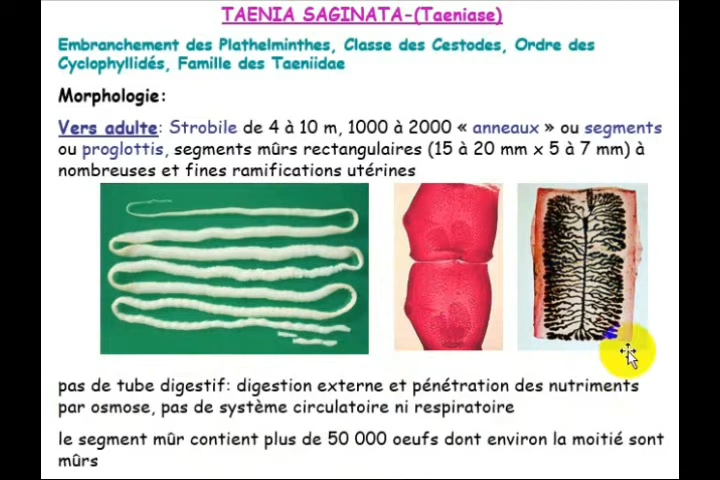 TAENIA SAGINATA-(Taeniase)
Embranchement des Plathelminthes, Classe des Cestodes, Ordre des
Cyclophyllidés, Famille des Taeniidae
Morphologie:
Vers adulte: Strobile de 4 à 10 m, 1000 à 2000 « anneaux » ou segments
ou proglottis, segments mûrs rectangulaires (15 à 20 mm x 5 à 7 mm) à
nombreuses et fines ramifications utérines
pas de tube digestif: digestion externe et pénétration des nutriments
par osmose, pas de système circulatoire ni respiratoire
le segment mûr contient plus de 50 000 oeufs dont environ la moitié sont
mûrs